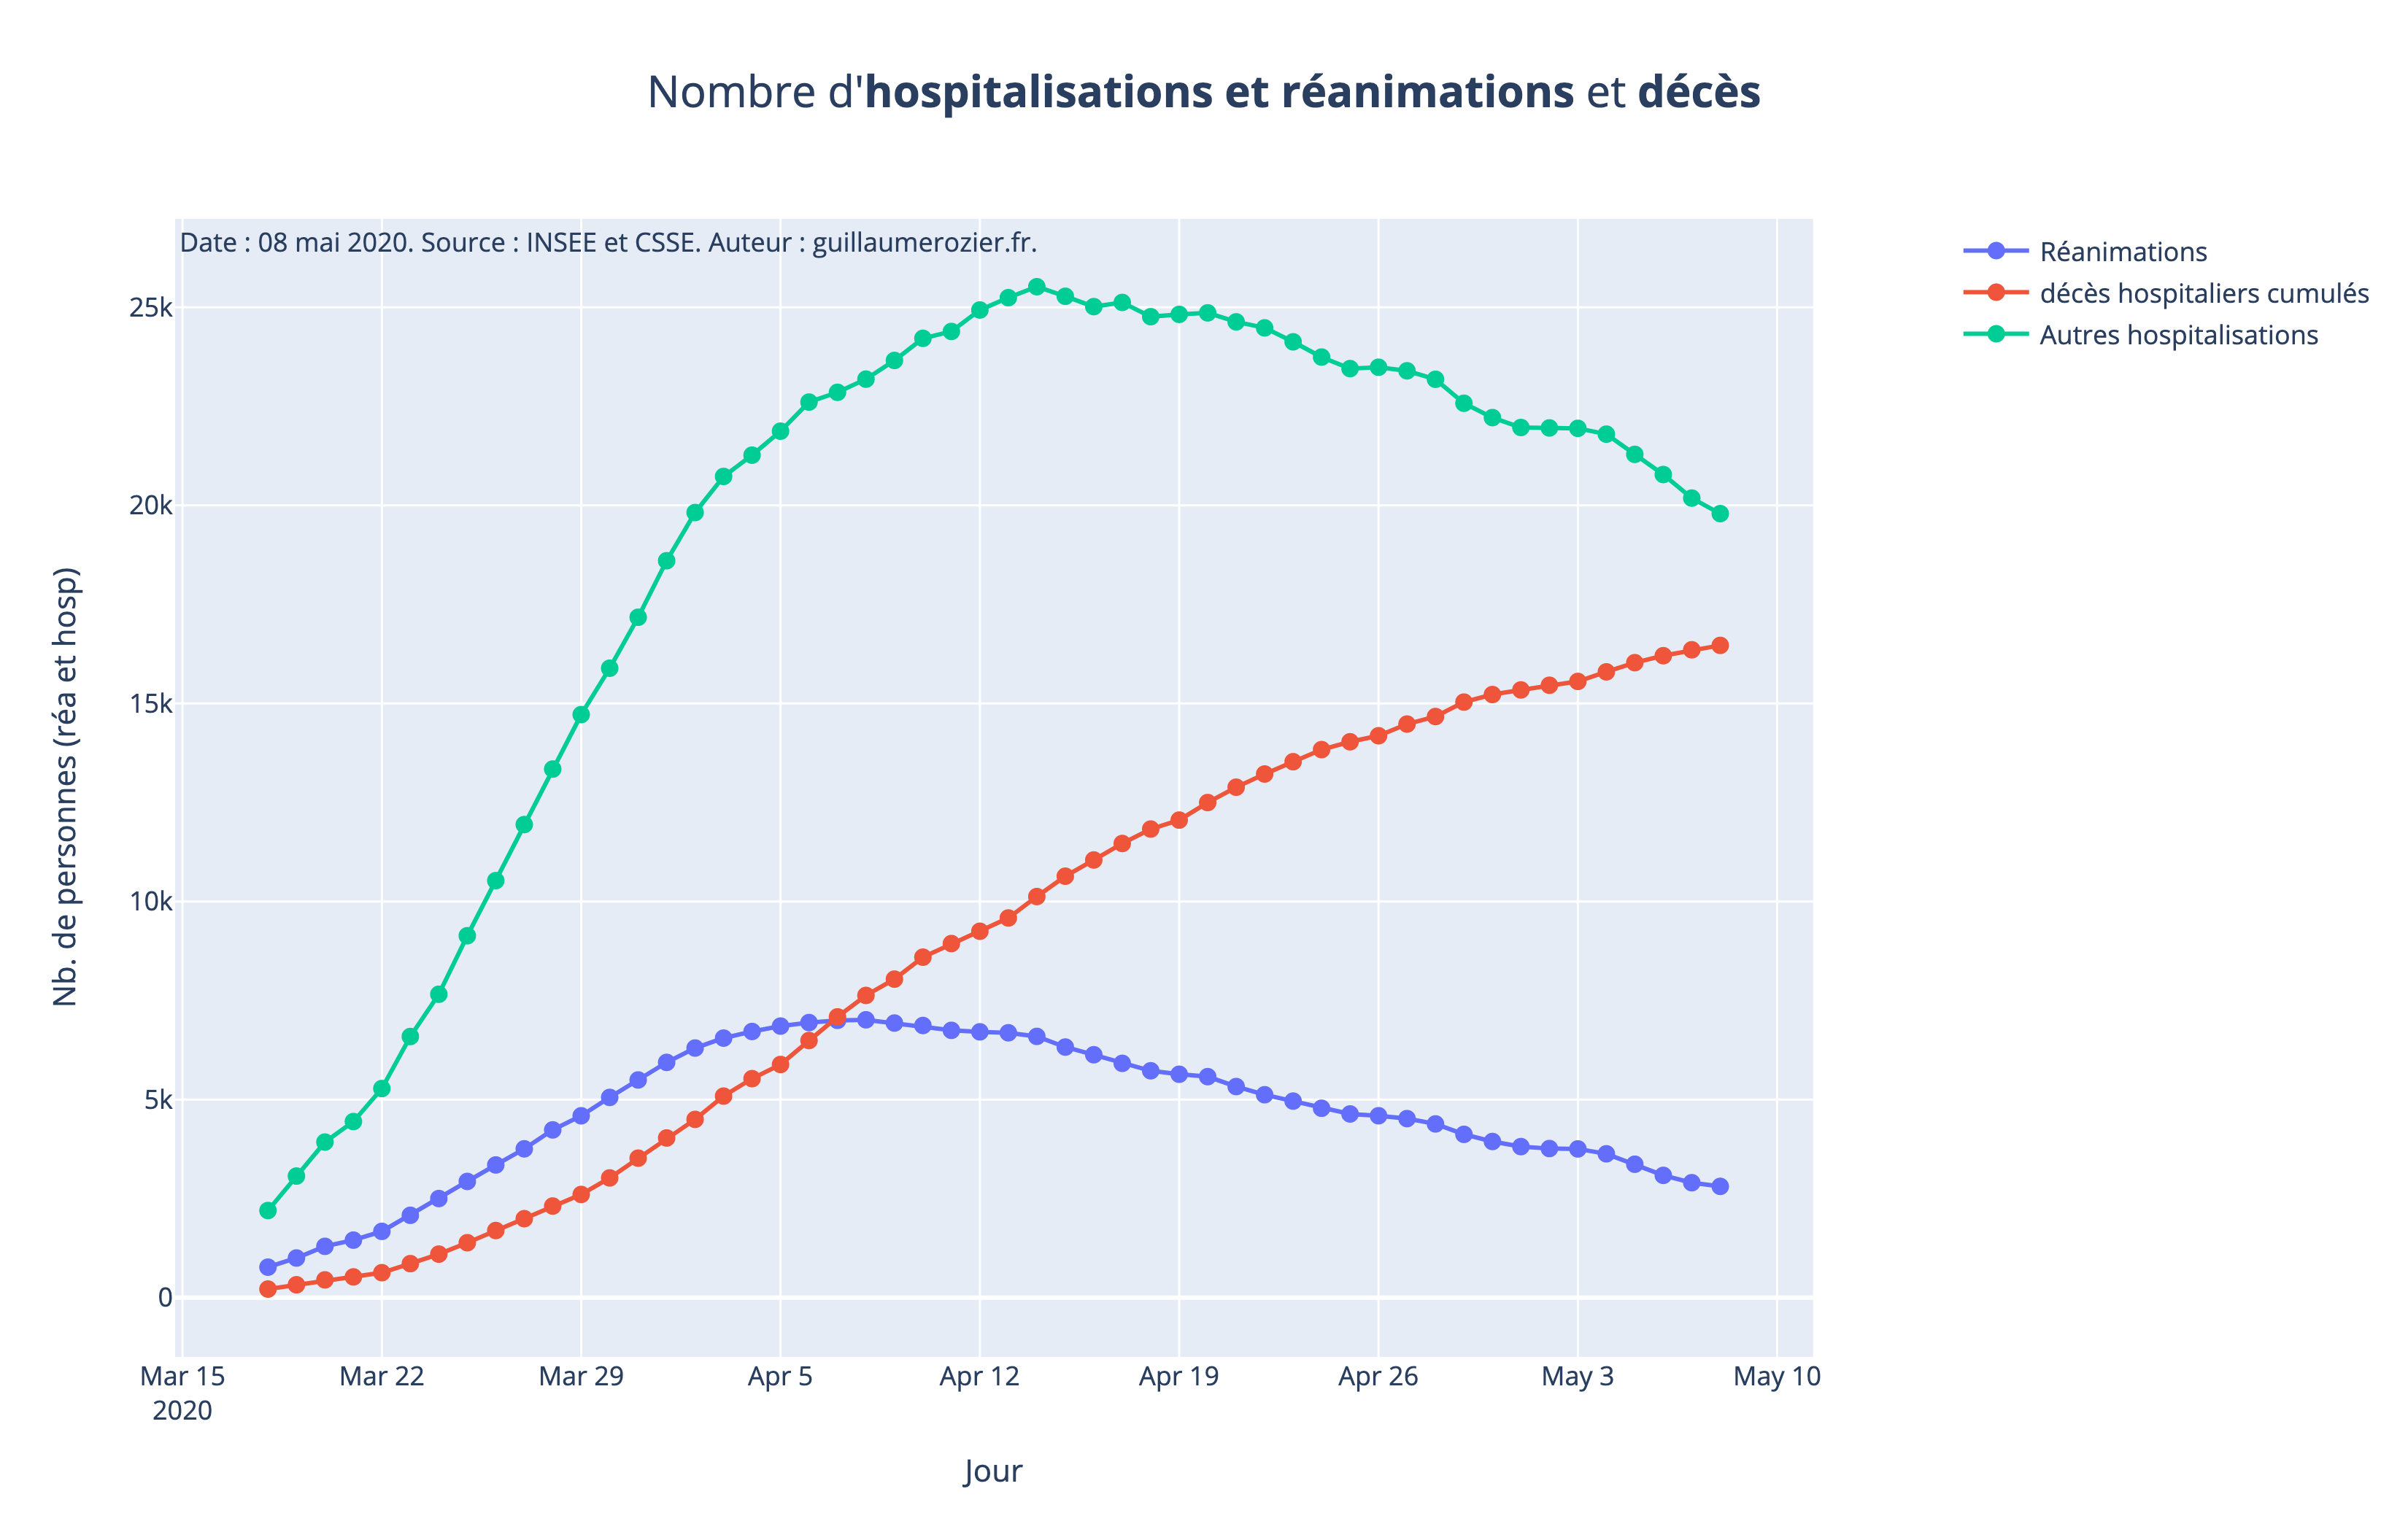 Nombre d'hospitalisations et réanimations et décès
Date : 08 mai 2020. Source : INSEE et CSSE. Auteur : guillaumerozier.fr.
Réanimations
décès hospitaliers cumulés
Autres hospitalisations
25k
20k
15k
10k
5k
0
Nb. de personnes (réa et hosp)
Mar 15 Mar 22 Mar 29 Apr 5 Apr 12 Apr 19 Apr 26 May 3 May 10
2020
Jour